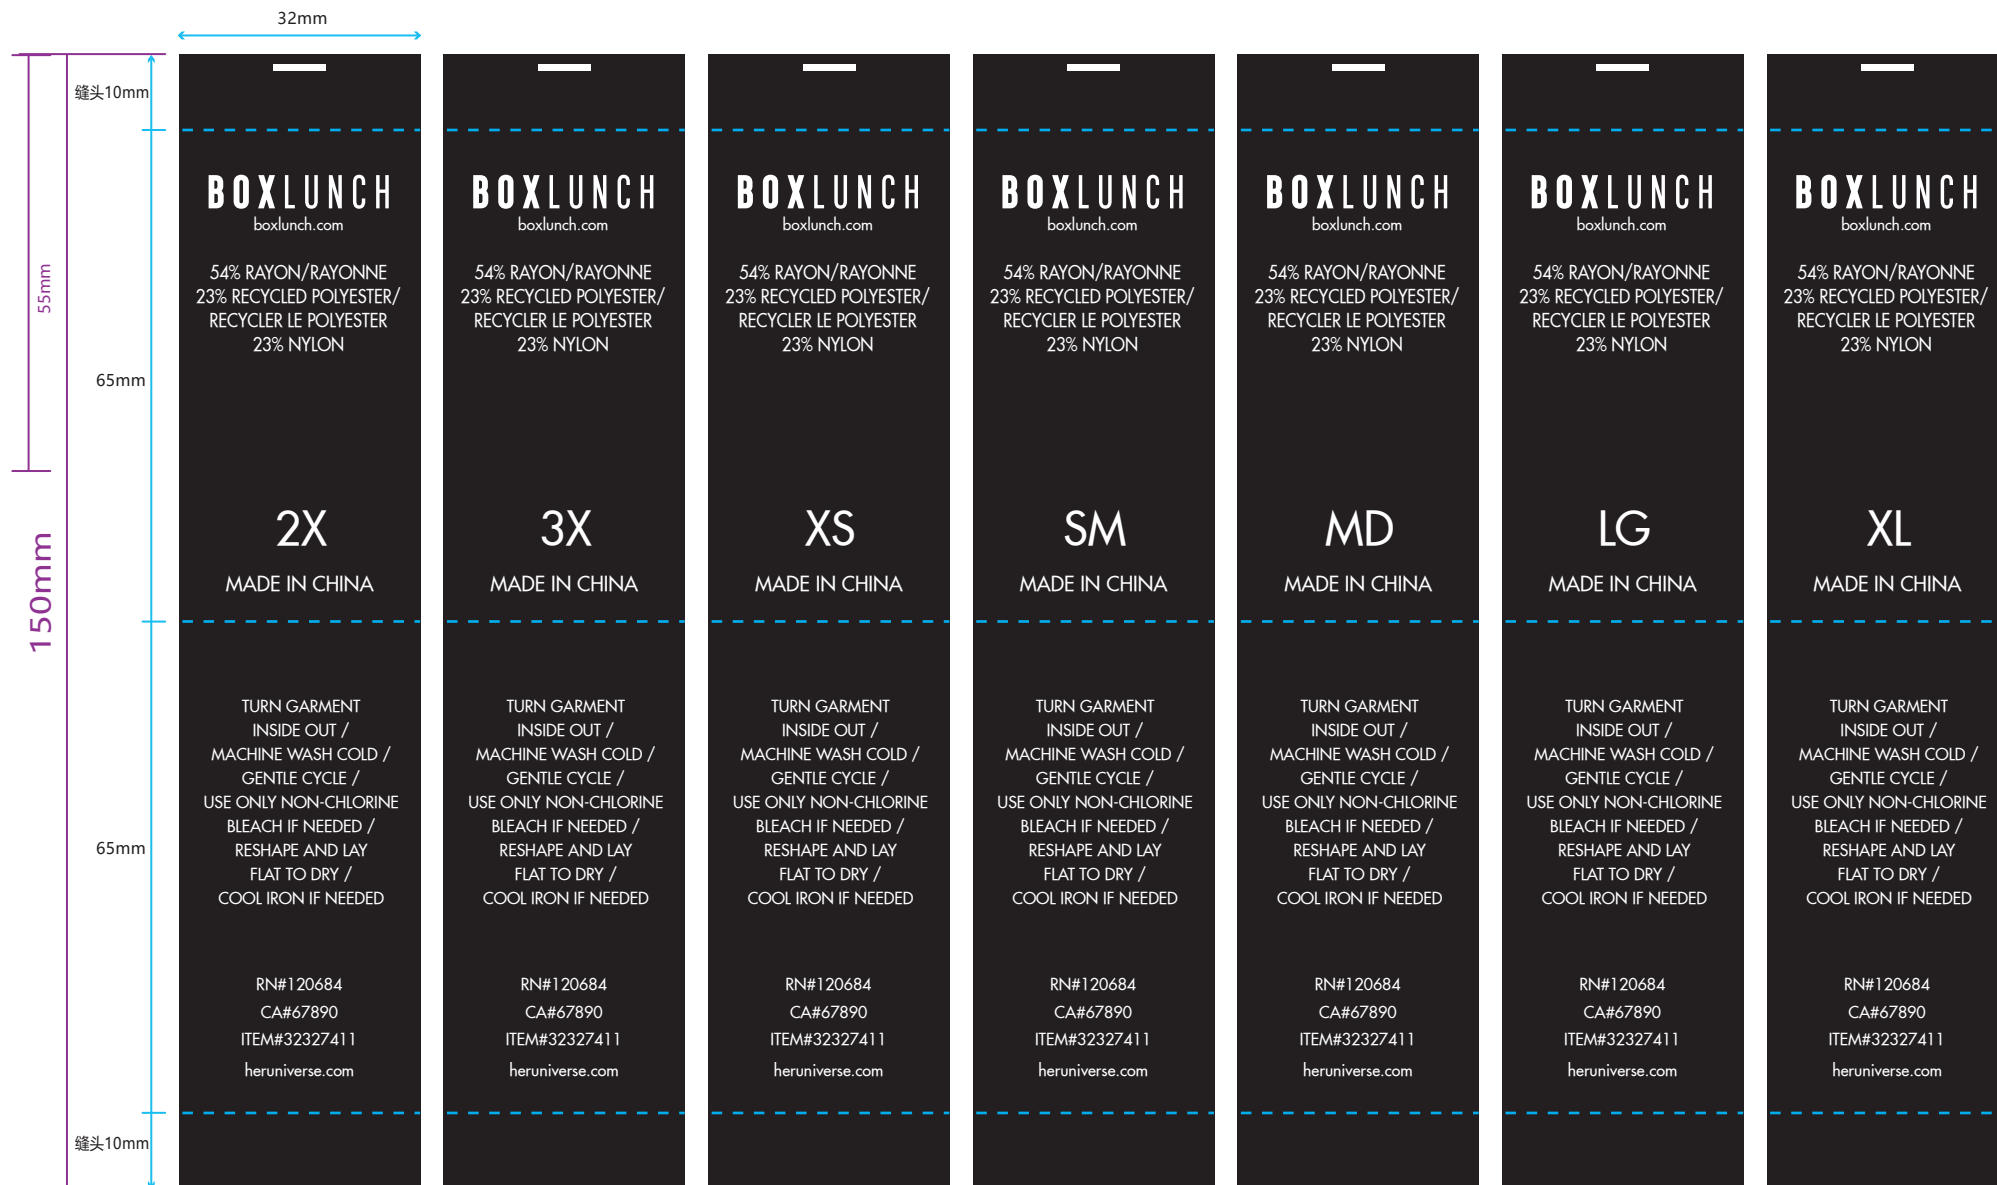 32mm
缝头10mm
55mm
65mm
150mm
65mm
缝头10mm
BOXLUNCH
boxlunch.com
54% RAYON/RAYONNE
23% RECYCLED POLYESTER/
RECYCLER LE POLYESTER
23% NYLON
2X
MADE IN CHINA
TURN GARMENT
INSIDE OUT /
MACHINE WASH COLD /
GENTLE CYCLE /
USE ONLY NON-CHLORINE
BLEACH IF NEEDED /
RESHAPE AND LAY
FLAT TO DRY /
COOL IRON IF NEEDED
RN#120684
CA#67890
ITEM#32327411
heruniverse.com
BOXLUNCH
boxlunch.com
54% RAYON/RAYONNE
23% RECYCLED POLYESTER/
RECYCLER LE POLYESTER
23% NYLON
3X
MADE IN CHINA
TURN GARMENT
INSIDE OUT /
MACHINE WASH COLD /
GENTLE CYCLE /
USE ONLY NON-CHLORINE
BLEACH IF NEEDED /
RESHAPE AND LAY
FLAT TO DRY /
COOL IRON IF NEEDED
RN#120684
CA#67890
ITEM#32327411
heruniverse.com
BOXLUNCH
boxlunch.com
54% RAYON/RAYONNE
23% RECYCLED POLYESTER/
RECYCLER LE POLYESTER
23% NYLON
XS
MADE IN CHINA
TURN GARMENT
INSIDE OUT /
MACHINE WASH COLD /
GENTLE CYCLE /
USE ONLY NON-CHLORINE
BLEACH IF NEEDED /
RESHAPE AND LAY
FLAT TO DRY /
COOL IRON IF NEEDED
RN#120684
CA#67890
ITEM#32327411
heruniverse.com
BOXLUNCH
boxlunch.com
54% RAYON/RAYONNE
23% RECYCLED POLYESTER/
RECYCLER LE POLYESTER
23% NYLON
SM
MADE IN CHINA
TURN GARMENT
INSIDE OUT /
MACHINE WASH COLD /
GENTLE CYCLE /
USE ONLY NON-CHLORINE
BLEACH IF NEEDED /
RESHAPE AND LAY
FLAT TO DRY /
COOL IRON IF NEEDED
RN#120684
CA#67890
ITEM#32327411
heruniverse.com
BOXLUNCH
boxlunch.com
54% RAYON/RAYONNE
23% RECYCLED POLYESTER/
RECYCLER LE POLYESTER
23% NYLON
MD
MADE IN CHINA
TURN GARMENT
INSIDE OUT /
MACHINE WASH COLD /
GENTLE CYCLE /
USE ONLY NON-CHLORINE
BLEACH IF NEEDED /
RESHAPE AND LAY
FLAT TO DRY /
COOL IRON IF NEEDED
RN#120684
CA#67890
ITEM#32327411
heruniverse.com
BOXLUNCH
boxlunch.com
54% RAYON/RAYONNE
23% RECYCLED POLYESTER/
RECYCLER LE POLYESTER
23% NYLON
LG
MADE IN CHINA
TURN GARMENT
INSIDE OUT /
MACHINE WASH COLD /
GENTLE CYCLE /
USE ONLY NON-CHLORINE
BLEACH IF NEEDED /
RESHAPE AND LAY
FLAT TO DRY /
COOL IRON IF NEEDED
RN#120684
CA#67890
ITEM#32327411
heruniverse.com
BOXLUNCH
boxlunch.com
54% RAYON/RAYONNE
23% RECYCLED POLYESTER/
RECYCLER LE POLYESTER
23% NYLON
XL
MADE IN CHINA
TURN GARMENT
INSIDE OUT /
MACHINE WASH COLD /
GENTLE CYCLE /
USE ONLY NON-CHLORINE
BLEACH IF NEEDED /
RESHAPE AND LAY
FLAT TO DRY /
COOL IRON IF NEEDED
RN#120684
CA#67890
ITEM#32327411
heruniverse.com